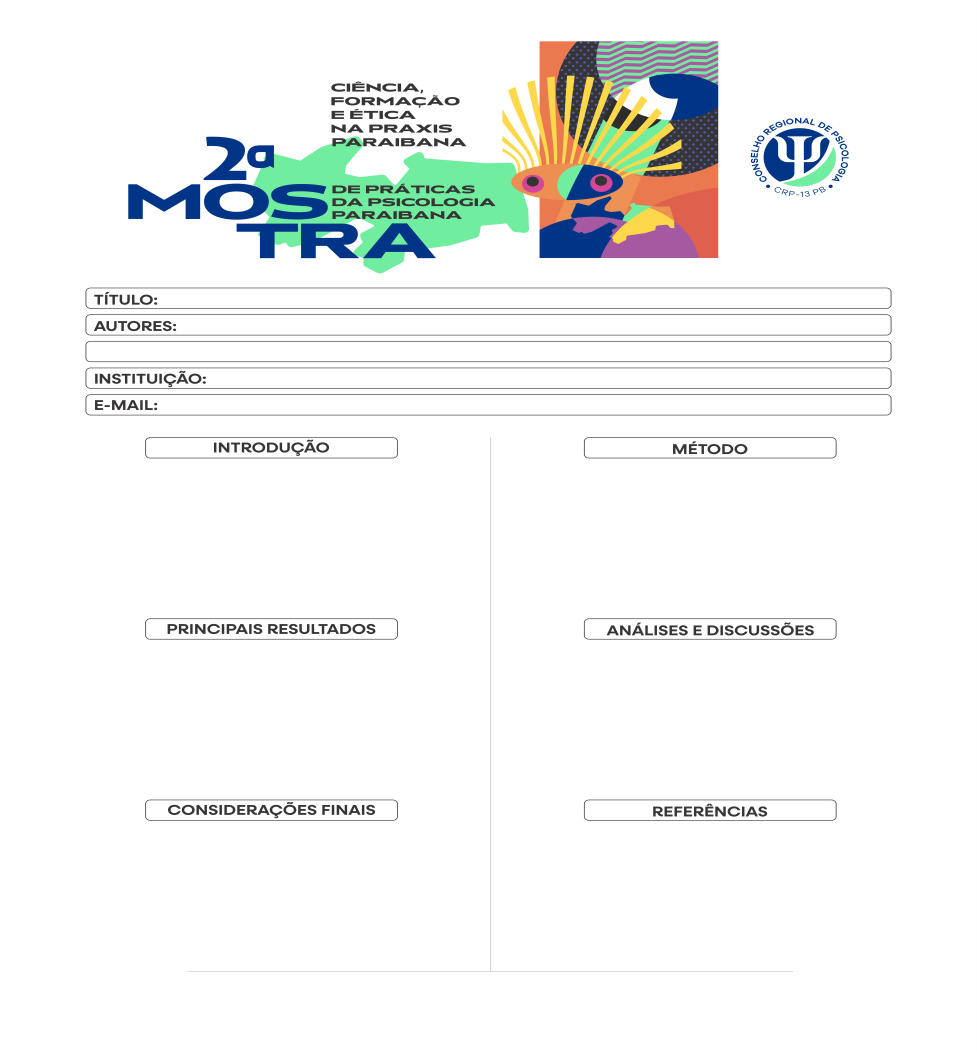 CIÊNCIA,
FORMAÇÃO
E ÉTICA
NA PRAXIS
PARAIBANA
2a
MOS
TRA
DE PRÁTICAS
DA PSICOLOGIA
PARAIBANA
CONSELHO REGIONAL DE PSICOLOGIA
• CRP-13 PB •
TÍTULO:
AUTORES:
INSTITUIÇÃO:
E-MAIL:
INTRODUÇÃO
PRINCIPAIS RESULTADOS
CONSIDERAÇÕES FINAIS
MÉTODO
ANÁLISES E DISCUSSÕES
REFERÊNCIAS